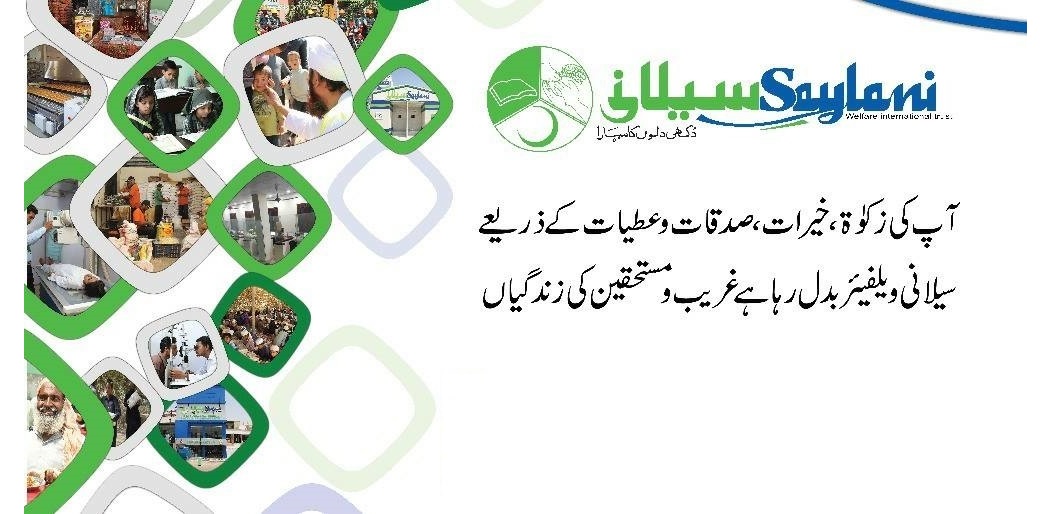 سیلانی Saylani
Welfare international trust
دُکھی دلوں کا سہارا
آپ کی زکوٰۃ، خیرات، صدقات و عطیات کے ذریعے
سیلانی ویلفیئر بدل رہا ہے غریب و مستحقین کی زندگیاں